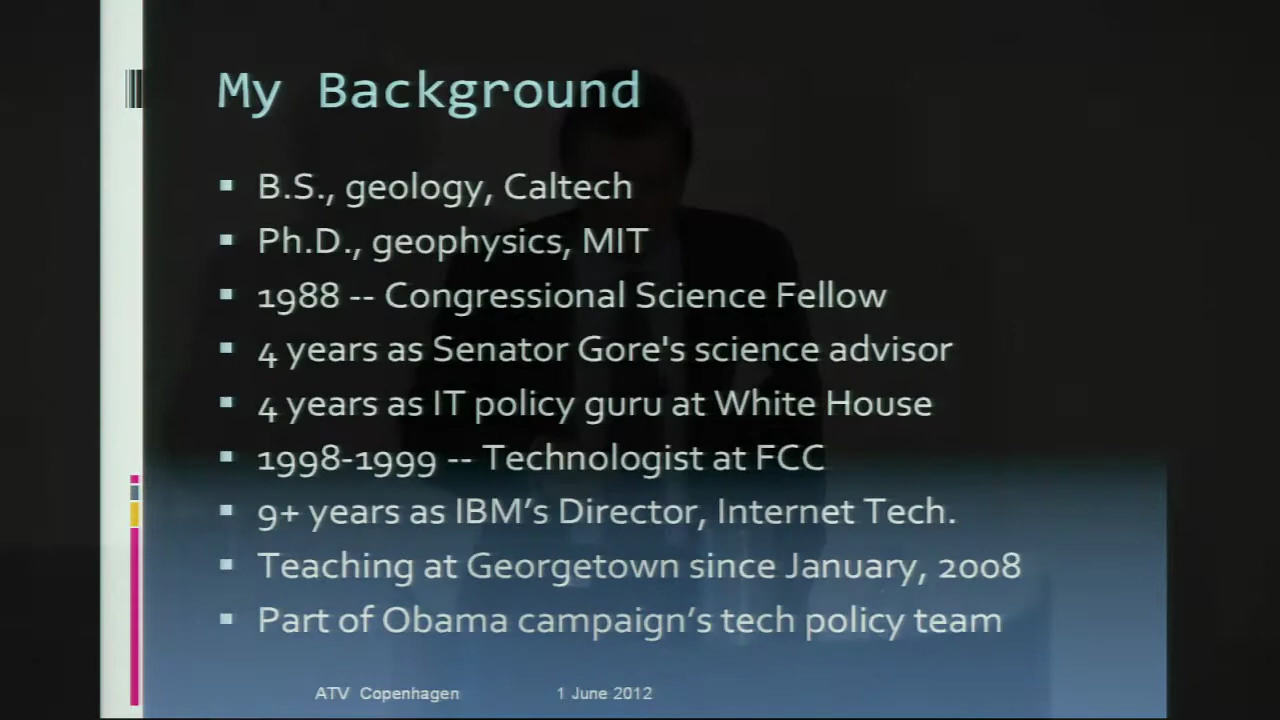 My Background
▪ B.S., geology, Caltech
▪ Ph.D., geophysics, MIT
▪ 1988 -- Congressional Science Fellow
▪ 4 years as Senator Gore's science advisor
▪ 4 years as IT policy guru at White House
▪ 1998-1999 -- Technologist at FCC
▪ 9+ years as IBM’s Director, Internet Tech.
▪ Teaching at Georgetown since January, 2008
▪ Part of Obama campaign’s tech policy team
ATV Copenhagen 1 June 2012